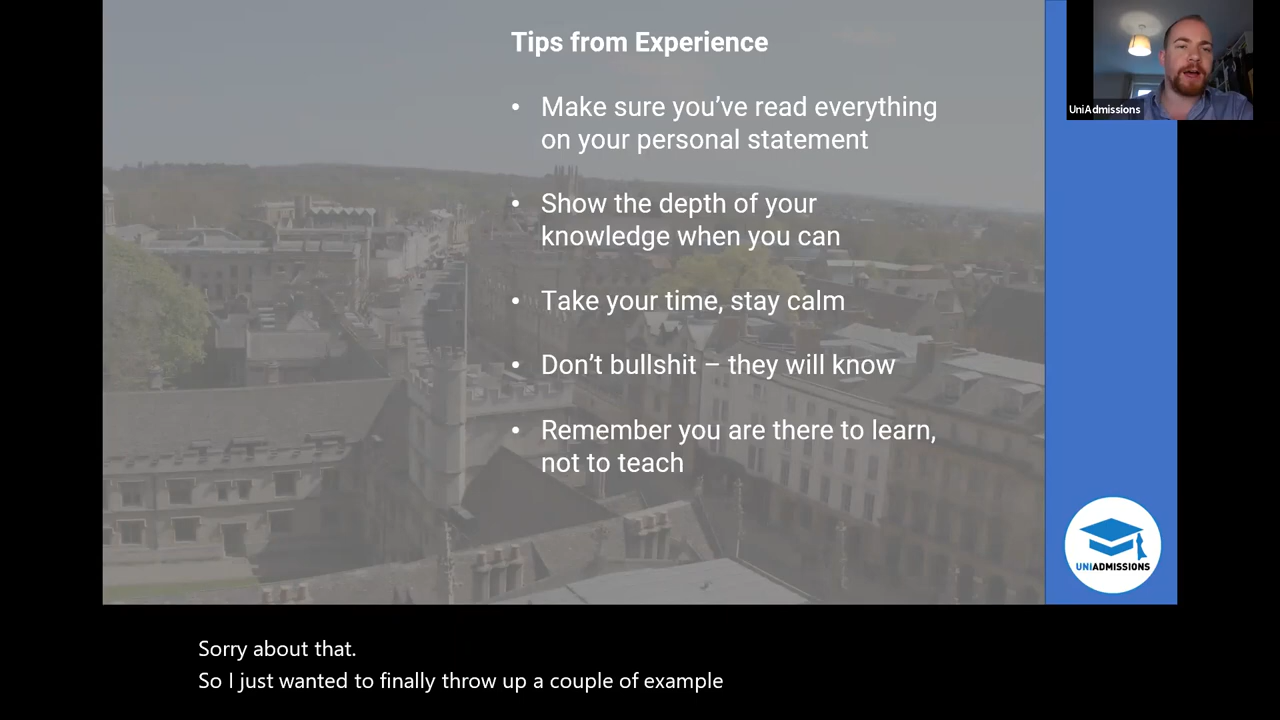 Tips from Experience
• Make sure you’ve read everything
on your personal statement
• Show the depth of your
knowledge when you can
• Take your time, stay calm
• Don’t bullshit – they will know
• Remember you are there to learn,
not to teach
UniAdmissions
UNIADMISSIONS
Sorry about that.
So I just wanted to finally throw up a couple of example